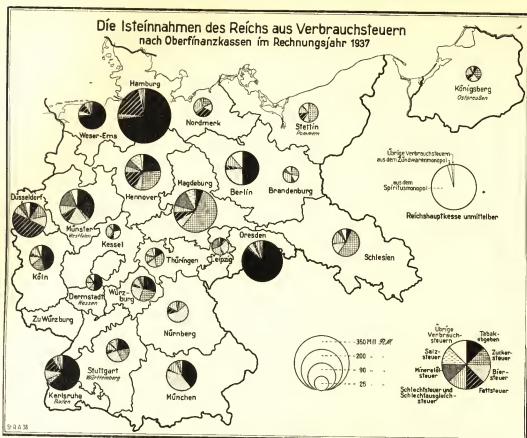 Die Isteinnahmen des Reichs aus Verbrauchsteuern
nach Oberfinanzkassen im Rechnungsjahr 1937
Hamburg
Weser-Ems
Nordmark
Stettin
Pommern
Königsberg
Ostpreußen
Übrige Verbrauchsteuern
aus dem Zündwarenmonopol
aus dem
Spiritusmonopol
Reichshauptkasse unmittelbar
Hannover
Magdeburg
Berlin
Brandenburg
Düsseldorf
Münster
Westfalen
Kassel
Köln
Thüringen
Leipzig
Dresden
Schlesien
Darmstadt
Hessen
Würz-
burg
Zu Würzburg
Nürnberg
Stuttgart
Württemberg
Karlsruhe
Baden
München
350 Mill RM
200
90
25
Übrige
Verbrauch-
steuern
Tabak-
abgaben
Salz-
steuer
Zucker-
steuer
Mineralöl-
steuer
Bier-
steuer
Schlachtsteuer und
Schlachtausgleich-
steuer
Fettsteuer
St R A 38